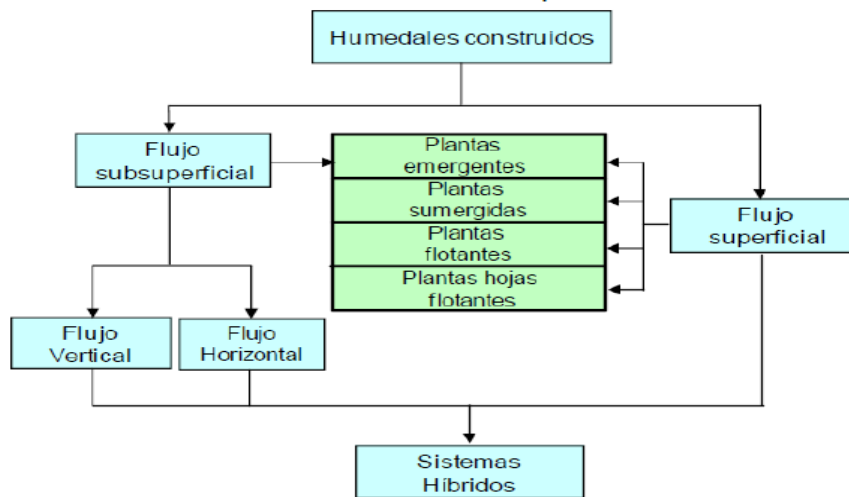 Humedales construidos
Flujo
subsuperficial
Plantas
emergentes
Plantas
sumergidas
Plantas
flotantes
Plantas hojas
flotantes
Flujo
superficial
Flujo
Vertical
Flujo
Horizontal
Sistemas
Híbridos